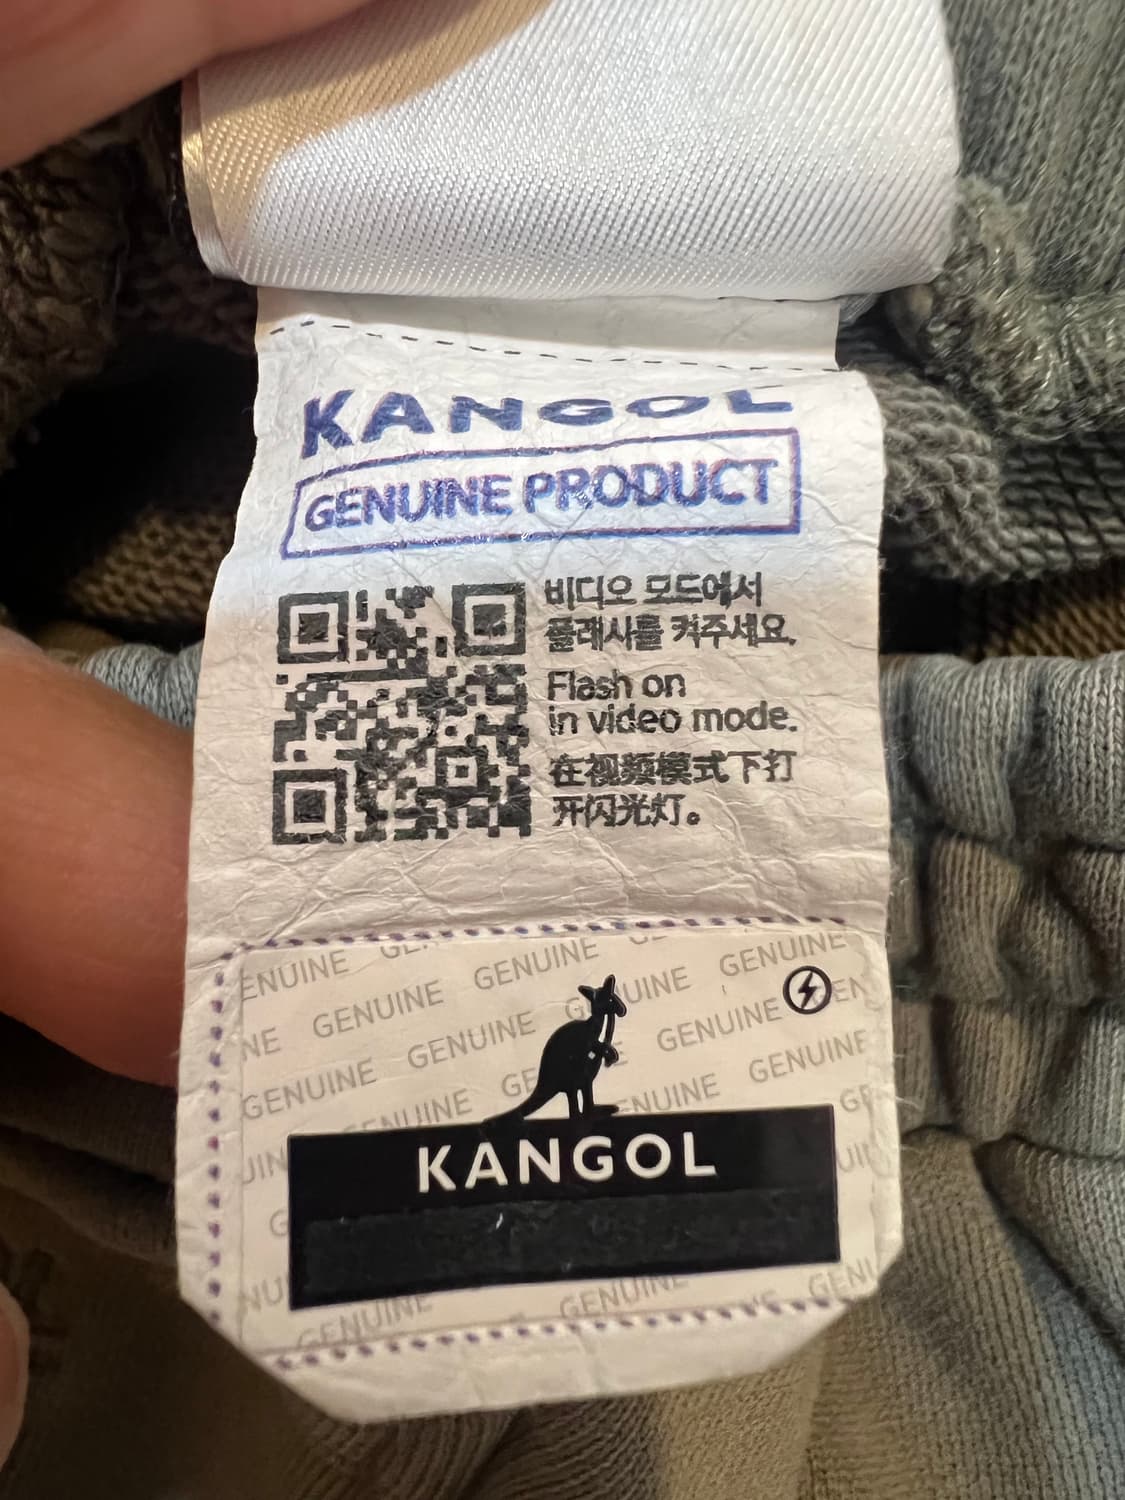 KANGOL
GENUINE PRODUCT
비디오 모드에서
플래시를 켜주세요.
Flash on
in video mode.
在视频模式下打
开闪光灯。
GENUINE GENUINE GENUINE
GENUINE GENUINE GENUINE
GENUINE GENUINE GENUINE
GENUINE GENUINE
KANGOL
GENUINE GENUINE